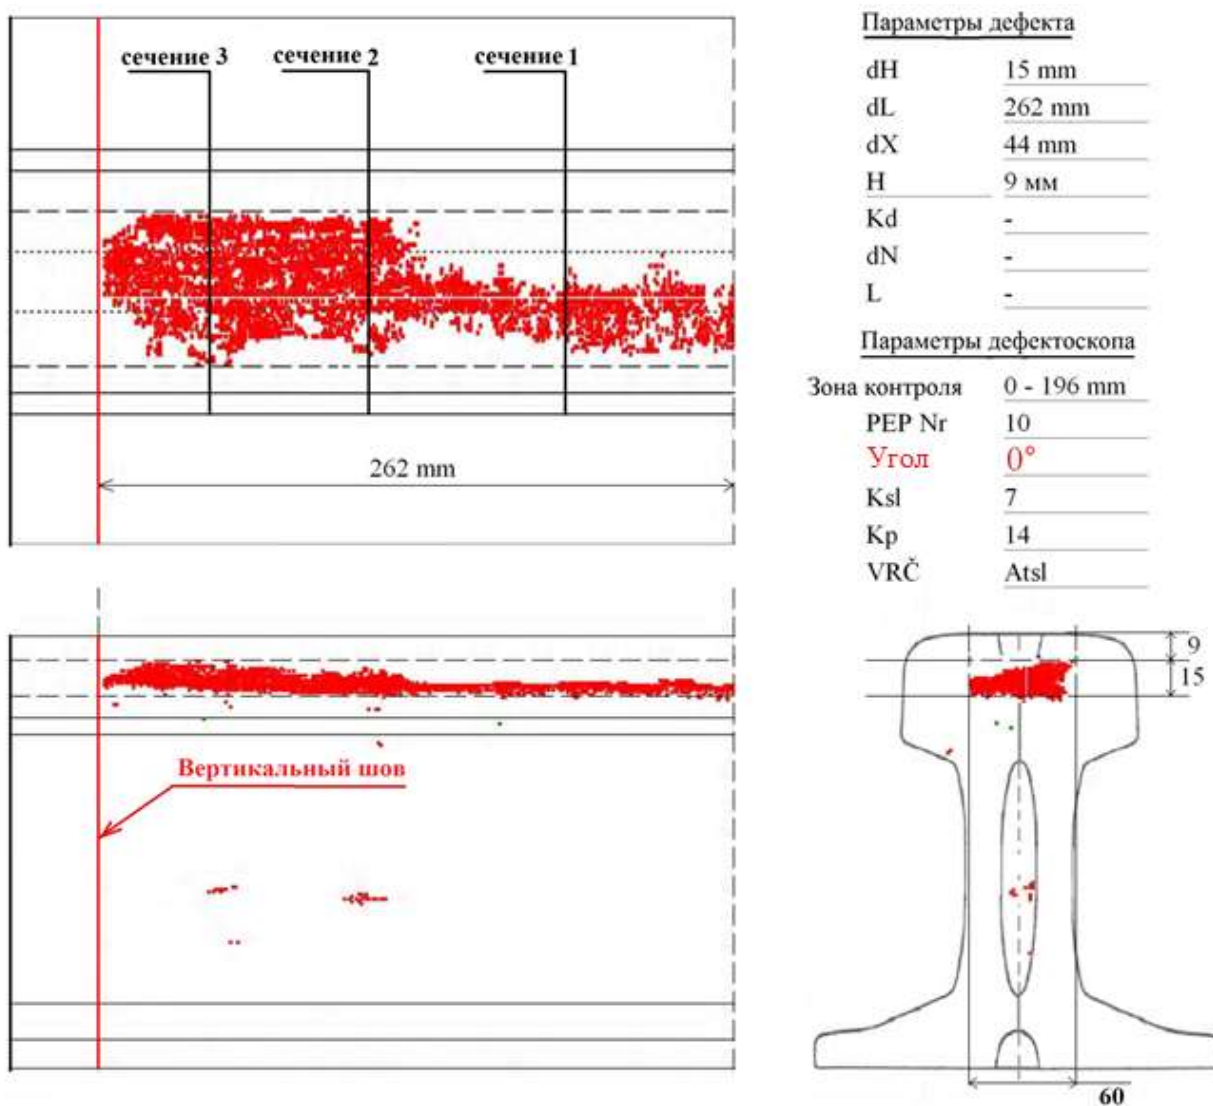 сечение 3
сечение 2
сечение 1
262 mm
Вертикальный шов
Параметры дефекта
dH 15 mm
dL 262 mm
dX 44 mm
H 9 мм
Kd -
dN -
L -
Параметры дефектоскопа
Зона контроля 0 - 196 mm
PEP Nr 10
Угол 0°
Ksl 7
Kp 14
VRČ Atsl
9
15
60